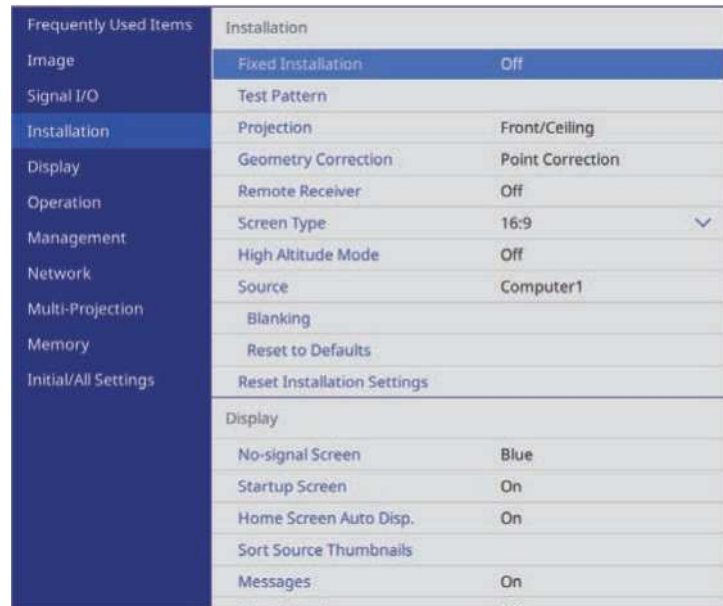 Frequently Used Items
Image
Signal I/O
Installation
Display
Operation
Management
Network
Multi-Projection
Memory
Initial/All Settings
Installation
Fixed Installation Off
Test Pattern
Projection Front/Ceiling
Geometry Correction Point Correction
Remote Receiver Off
Screen Type 16:9
High Altitude Mode Off
Source Computer1
Blanking
Reset to Defaults
Reset Installation Settings
Display
No-signal Screen Blue
Startup Screen On
Home Screen Auto Disp. On
Sort Source Thumbnails
Messages On